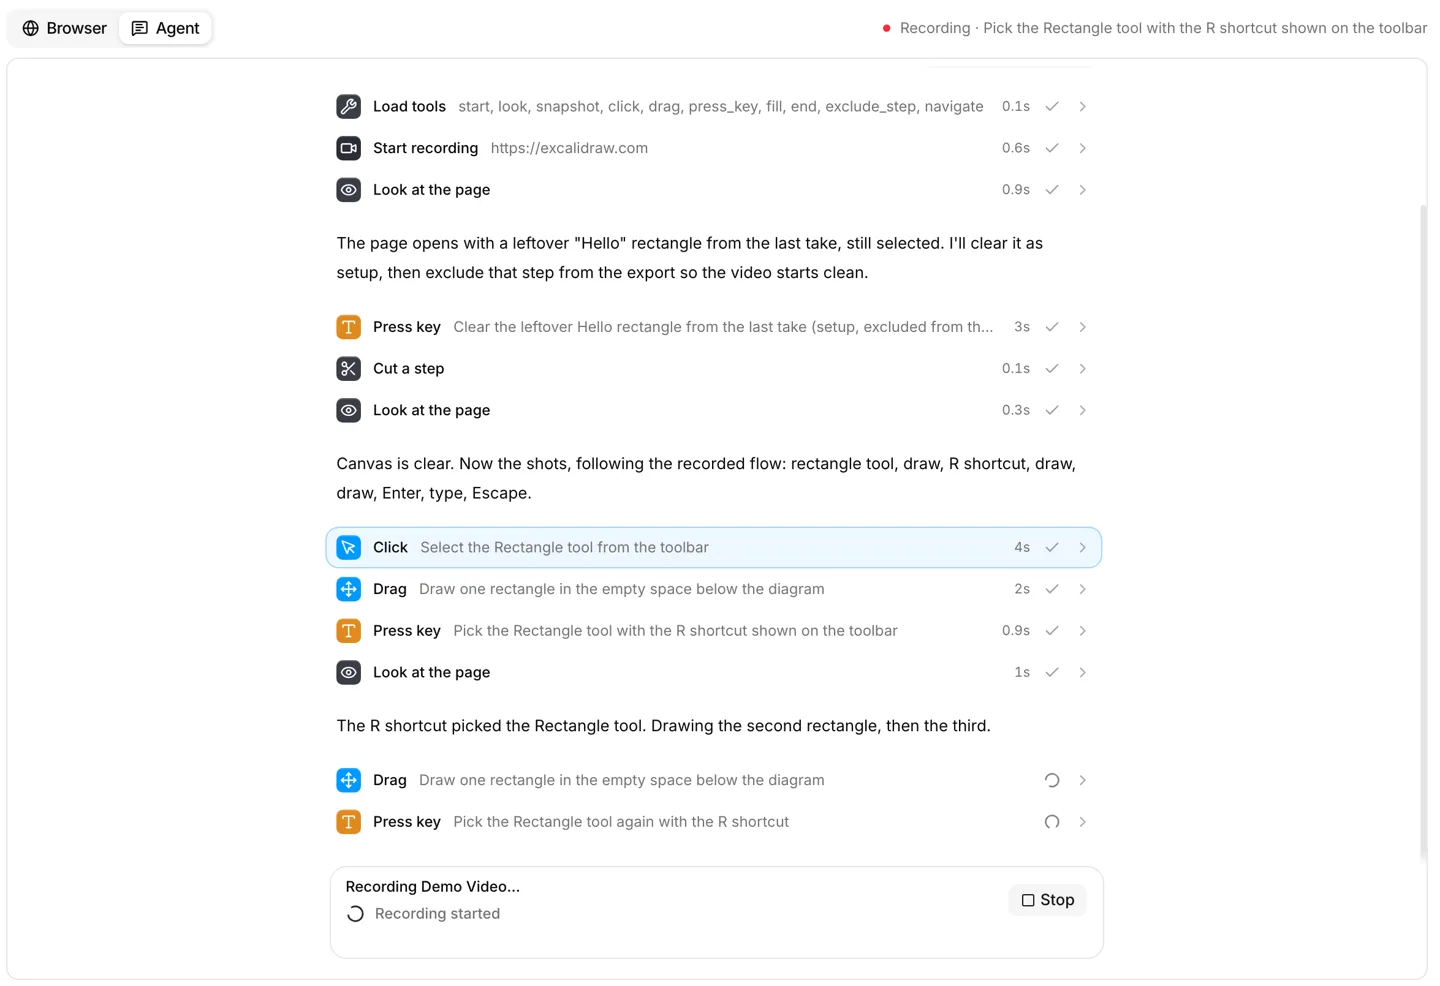 Browser
Agent
Recording · Pick the Rectangle tool with the R shortcut shown on the toolbar
Load tools start, look, snapshot, click, drag, press_key, fill, end, exclude_step, navigate 0.1s
Start recording https://excalidraw.com 0.6s
Look at the page 0.9s
The page opens with a leftover "Hello" rectangle from the last take, still selected. I'll clear it as
setup, then exclude that step from the export so the video starts clean.
Press key Clear the leftover Hello rectangle from the last take (setup, excluded from th... 3s
Cut a step 0.1s
Look at the page 0.3s
Canvas is clear. Now the shots, following the recorded flow: rectangle tool, draw, R shortcut, draw,
draw, Enter, type, Escape.
Click Select the Rectangle tool from the toolbar 4s
Drag Draw one rectangle in the empty space below the diagram 2s
Press key Pick the Rectangle tool with the R shortcut shown on the toolbar 0.9s
Look at the page 1s
The R shortcut picked the Rectangle tool. Drawing the second rectangle, then the third.
Drag Draw one rectangle in the empty space below the diagram
Press key Pick the Rectangle tool again with the R shortcut
Recording Demo Video...
Recording started
Stop